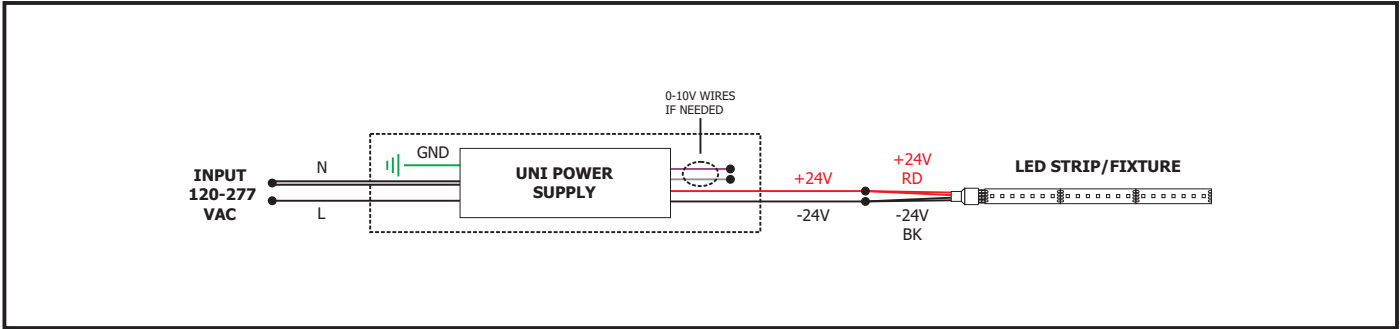 0-10V WIRES
IF NEEDED
GND
N
INPUT
120-277
VAC
L
UNI POWER
SUPPLY
+24V
-24V
+24V
RD
-24V
BK
LED STRIP/FIXTURE